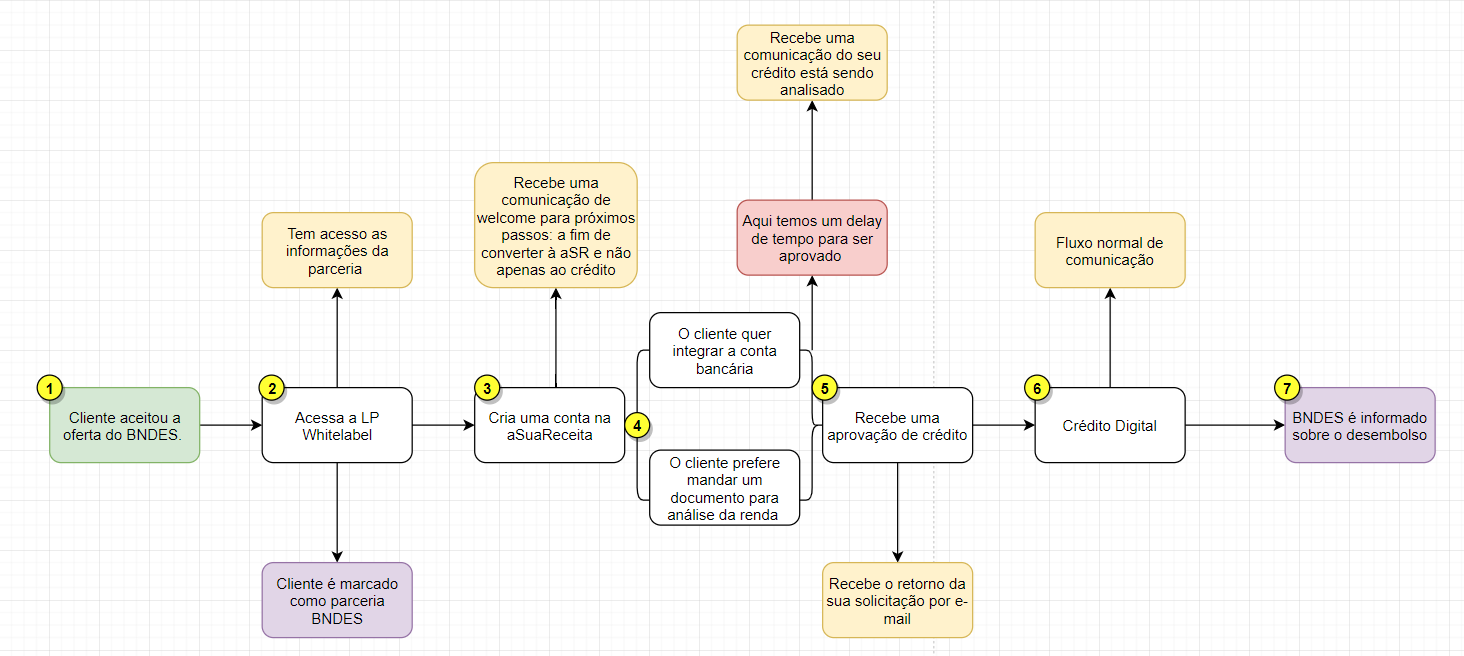 Recebe uma
comunicação do seu
crédito está sendo
analisado
Recebe uma
comunicação de
welcome para próximos
passos: a fim de
converter à aSR e não
apenas ao crédito
Tem acesso as
informações da
parceria
Aqui temos um delay
de tempo para ser
aprovado
Fluxo normal de
comunicação
O cliente quer
integrar a conta
bancária
1
Cliente aceitou a
oferta do BNDES.
2
Acessa a LP
Whitelabel
3
Cria uma conta na
aSuaReceita
4
5
Recebe uma
aprovação de crédito
6
Crédito Digital
7
BNDES é informado
sobre o desembolso
O cliente prefere
mandar um
documento para
análise da renda
Cliente é marcado
como parceria
BNDES
Recebe o retorno da
sua solicitação por e-
mail